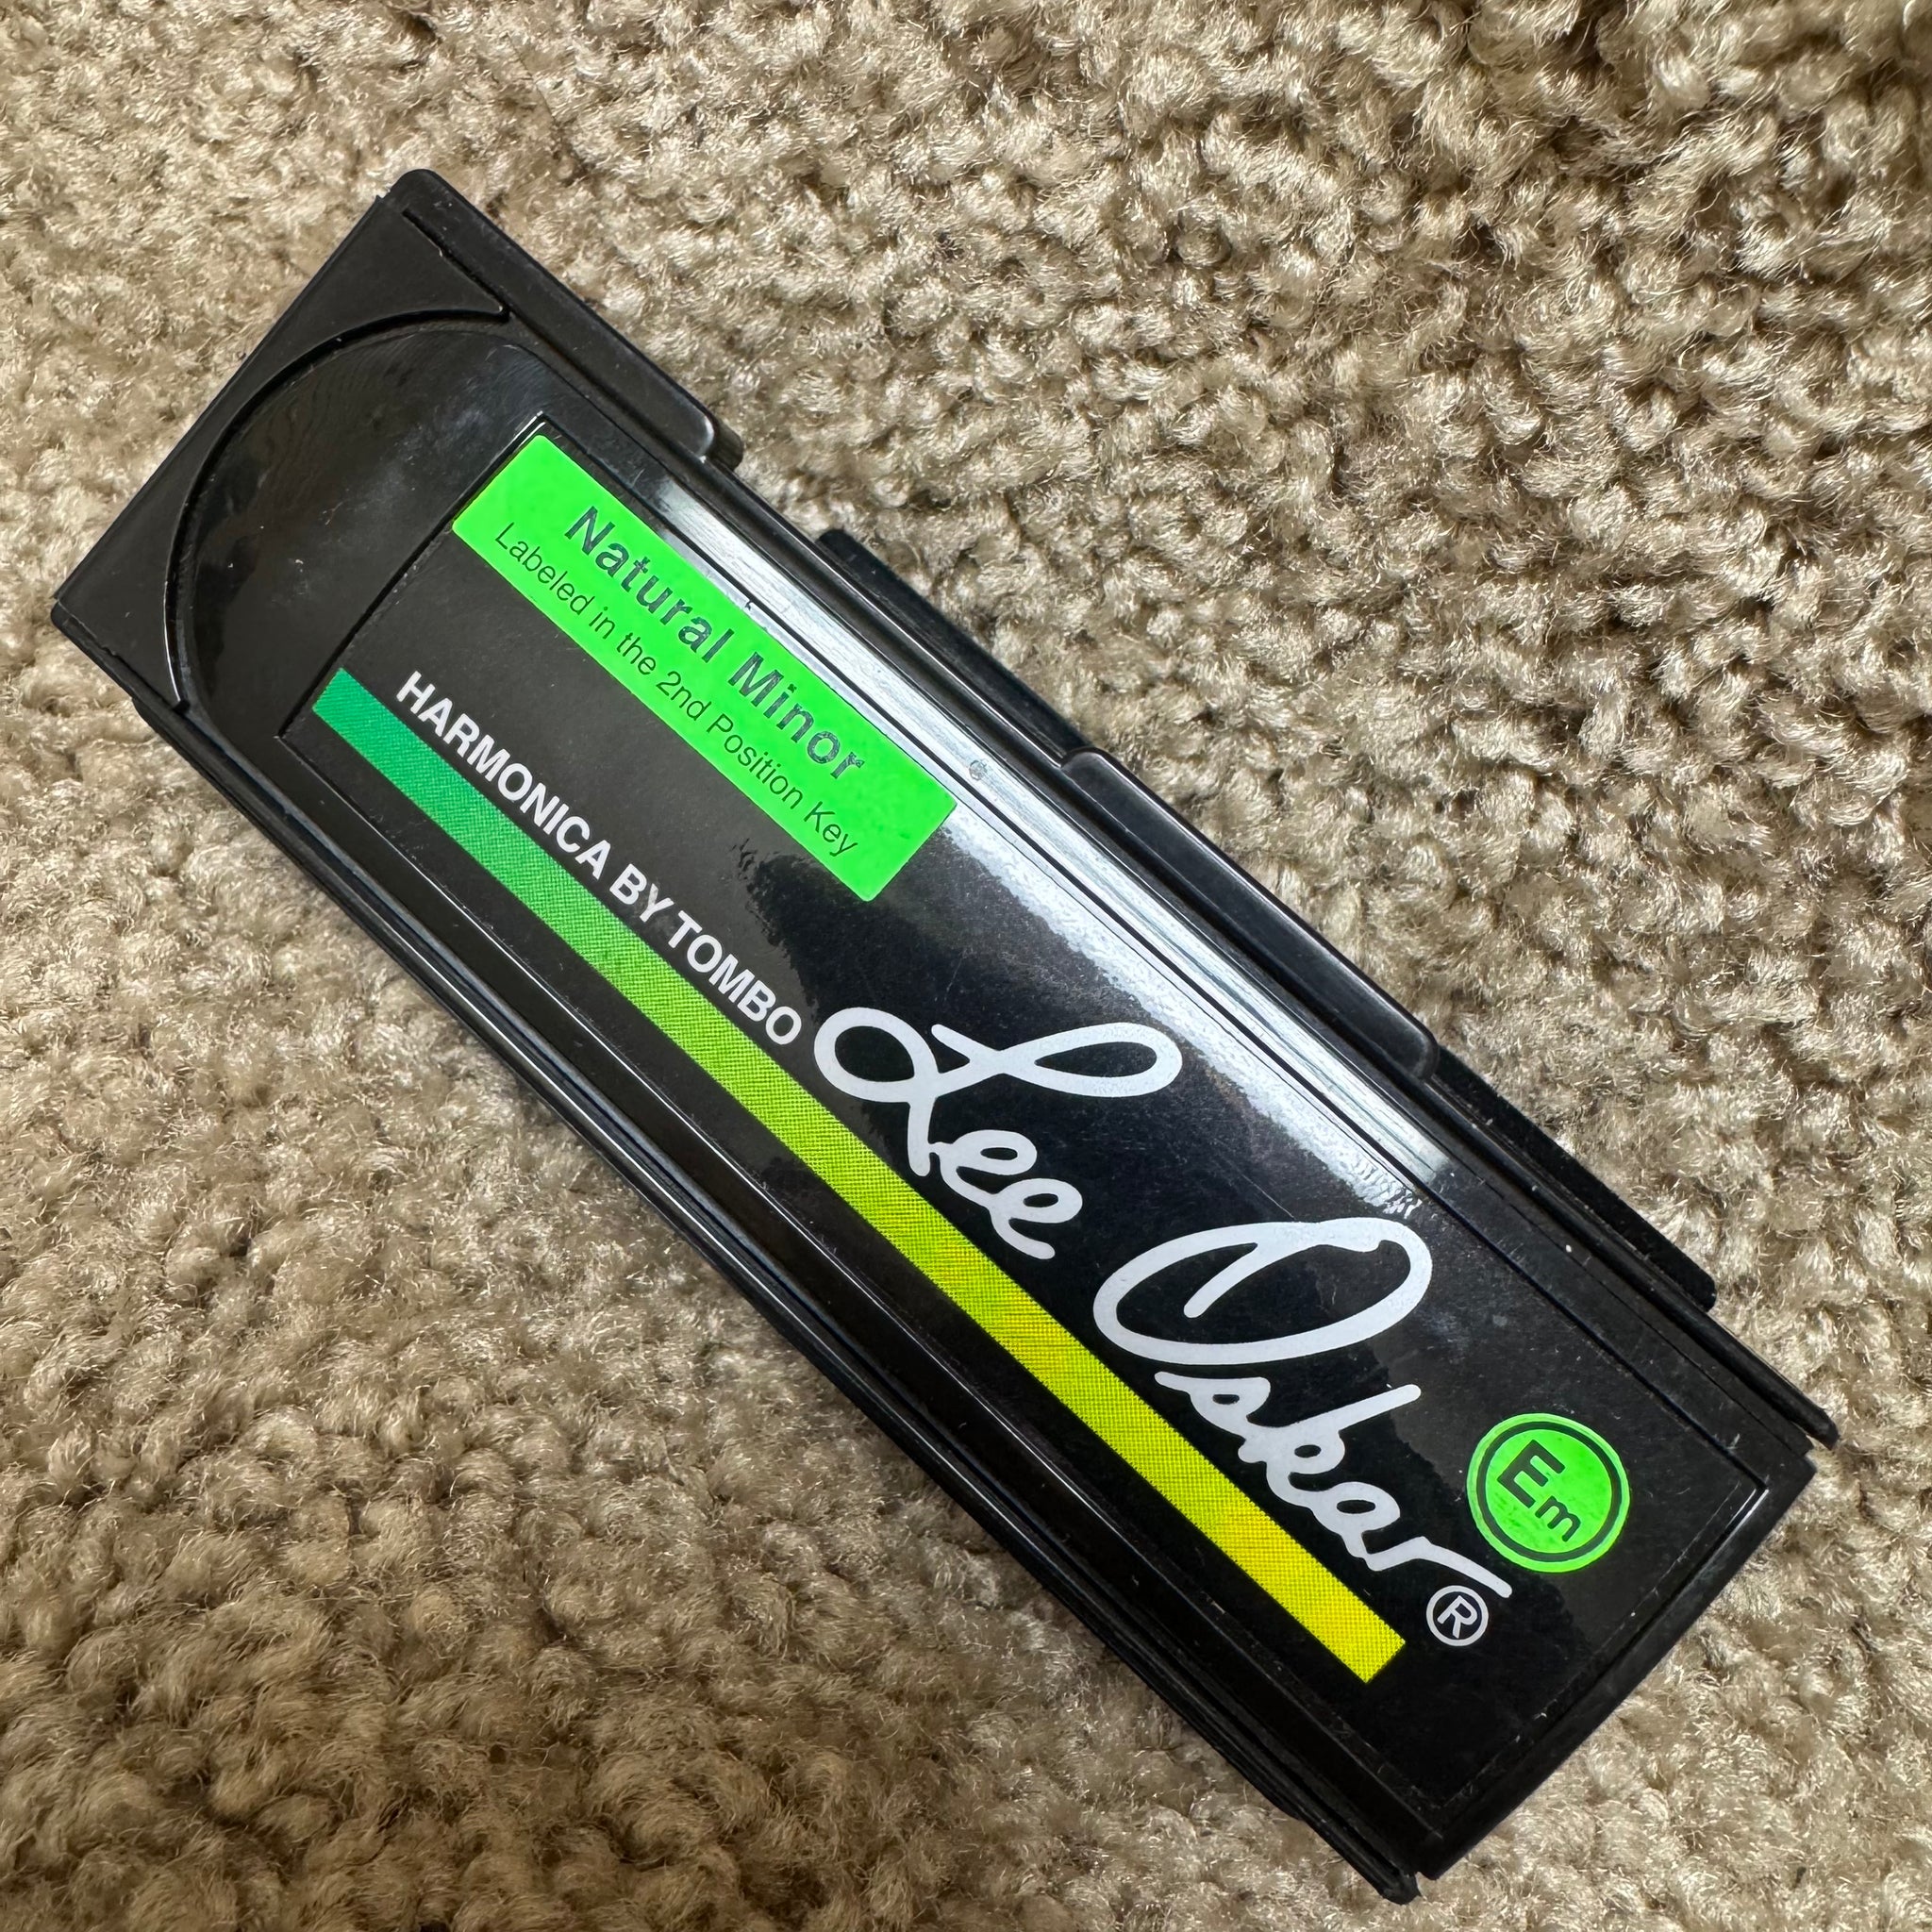 Natural Minor
Labeled in the 2nd Position Key
HARMONICA BY TOMBO
Lee Oskar®
Em